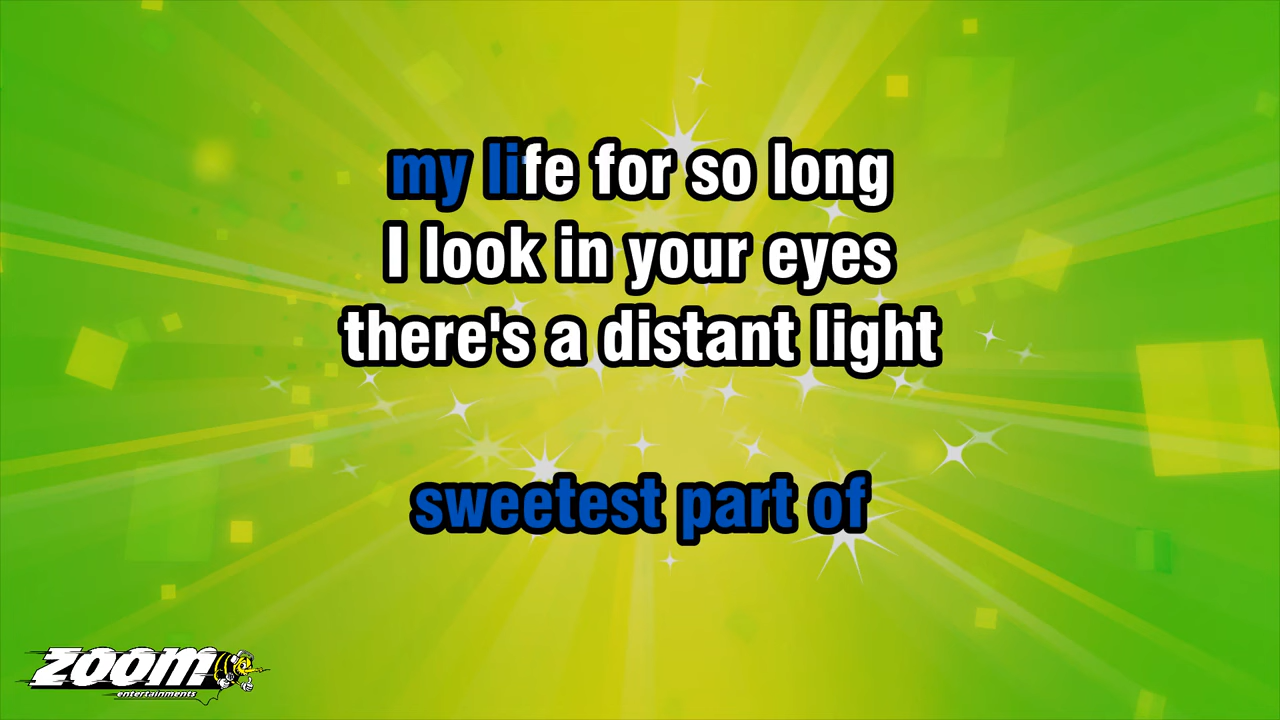 my life for so long
I look in your eyes
there's a distant light
sweetest part of
ZOOM
entertainments